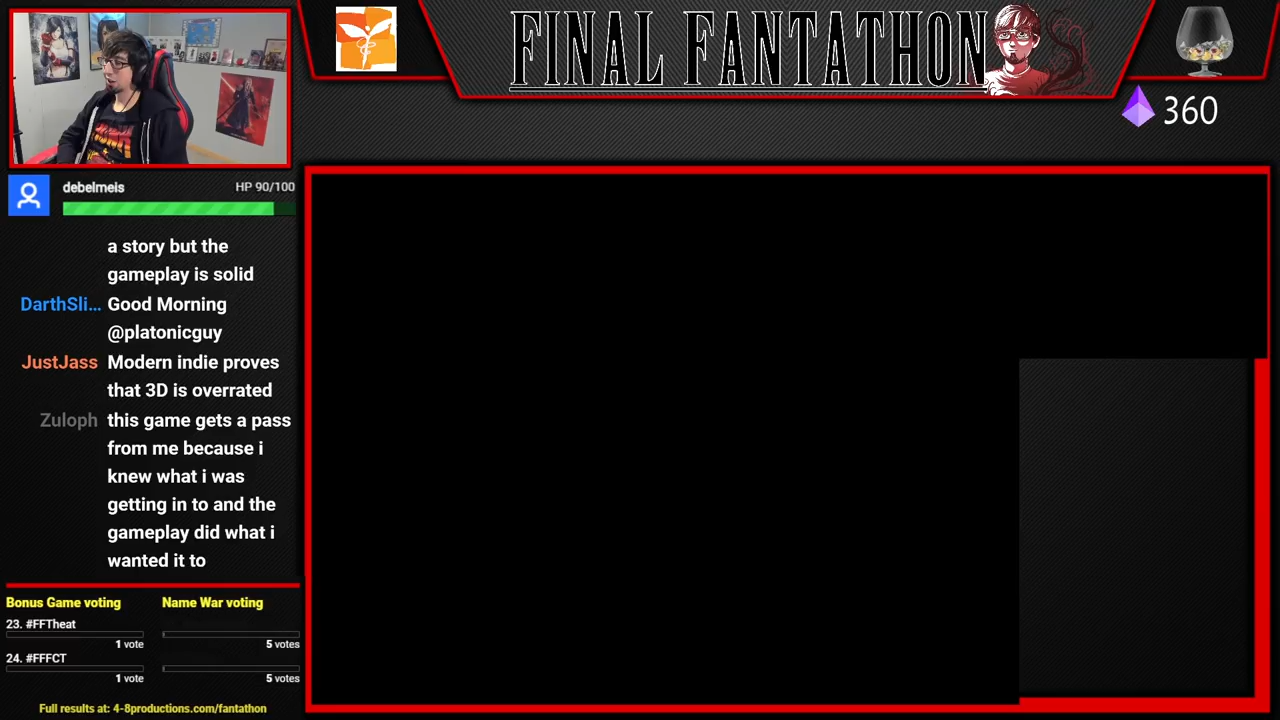 FINAL FANTATHON
360
debelmeis HP 90/100
a story but the
gameplay is solid
DarthSli... Good Morning
@platonicguy
JustJass Modern indie proves
that 3D is overrated
Zuloph this game gets a pass
from me because i
knew what i was
getting in to and the
gameplay did what i
wanted it to
Bonus Game voting Name War voting
23. #FFTheat
1 vote 5 votes
24. #FFFCT
1 vote 5 votes
Full results at: 4-8productions.com/fantathon